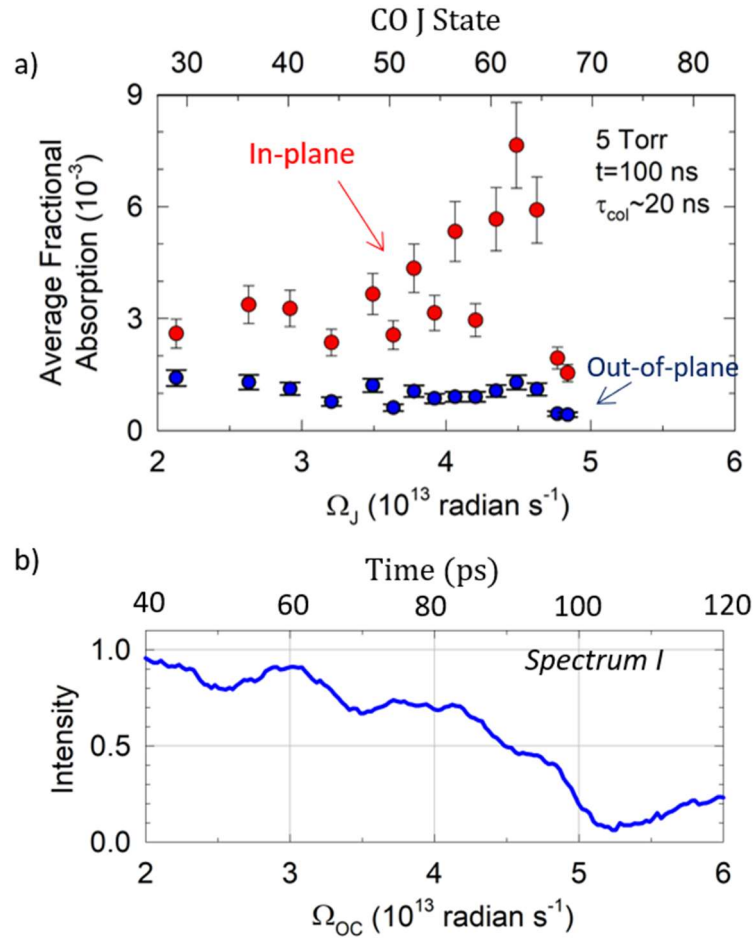 CO J State
a)
30 40 50 60 70 80
9
6
3
0
Average Fractional
Absorption (10⁻³)
In-plane
5 Torr
t=100 ns
τcol~20 ns
Out-of-plane
2 3 4 5 6
ΩJ (10¹³ radian s⁻¹)
b)
Time (ps)
40 60 80 100 120
1.0
0.5
0.0
Intensity
Spectrum I
2 3 4 5 6
ΩOC (10¹³ radian s⁻¹)